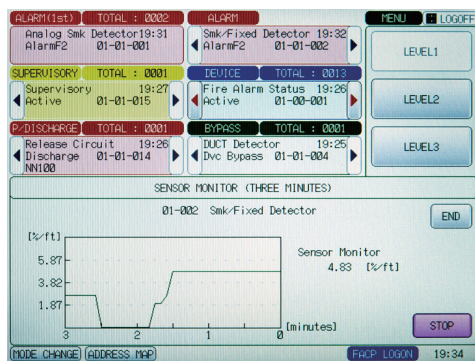 ALARM(1st) TOTAL : 0002 ALARM MENU LOGOFF
Analog Smk Detector19:31
AlarmF2 01-01-001
Smk/Fixed Detector 19:32
AlarmF2 01-01-002
LEVEL1
SUPERVISORY TOTAL : 0001 DEVICE TOTAL : 0013
Supervisory 19:27
Active 01-01-015
Fire Alarm Status 19:26
Active 01-00-001
LEVEL2
P/DISCHARGE TOTAL : 0001 BYPASS TOTAL : 0001
Release Circuit 19:26
Discharge 01-01-014
NN100
DUCT Detector 19:25
Dvc Bypass 01-01-004
LEVEL3
SENSOR MONITOR (THREE MINUTES)
01-002 Smk/Fixed Detector
END
[%/ft]
5.87
3.82
1.87
3 2 1 0 [minutes]
Sensor Monitor
4.83 [%/ft]
STOP
MODE CHANGE ADDRESS MAP FACP LOGON 19:34